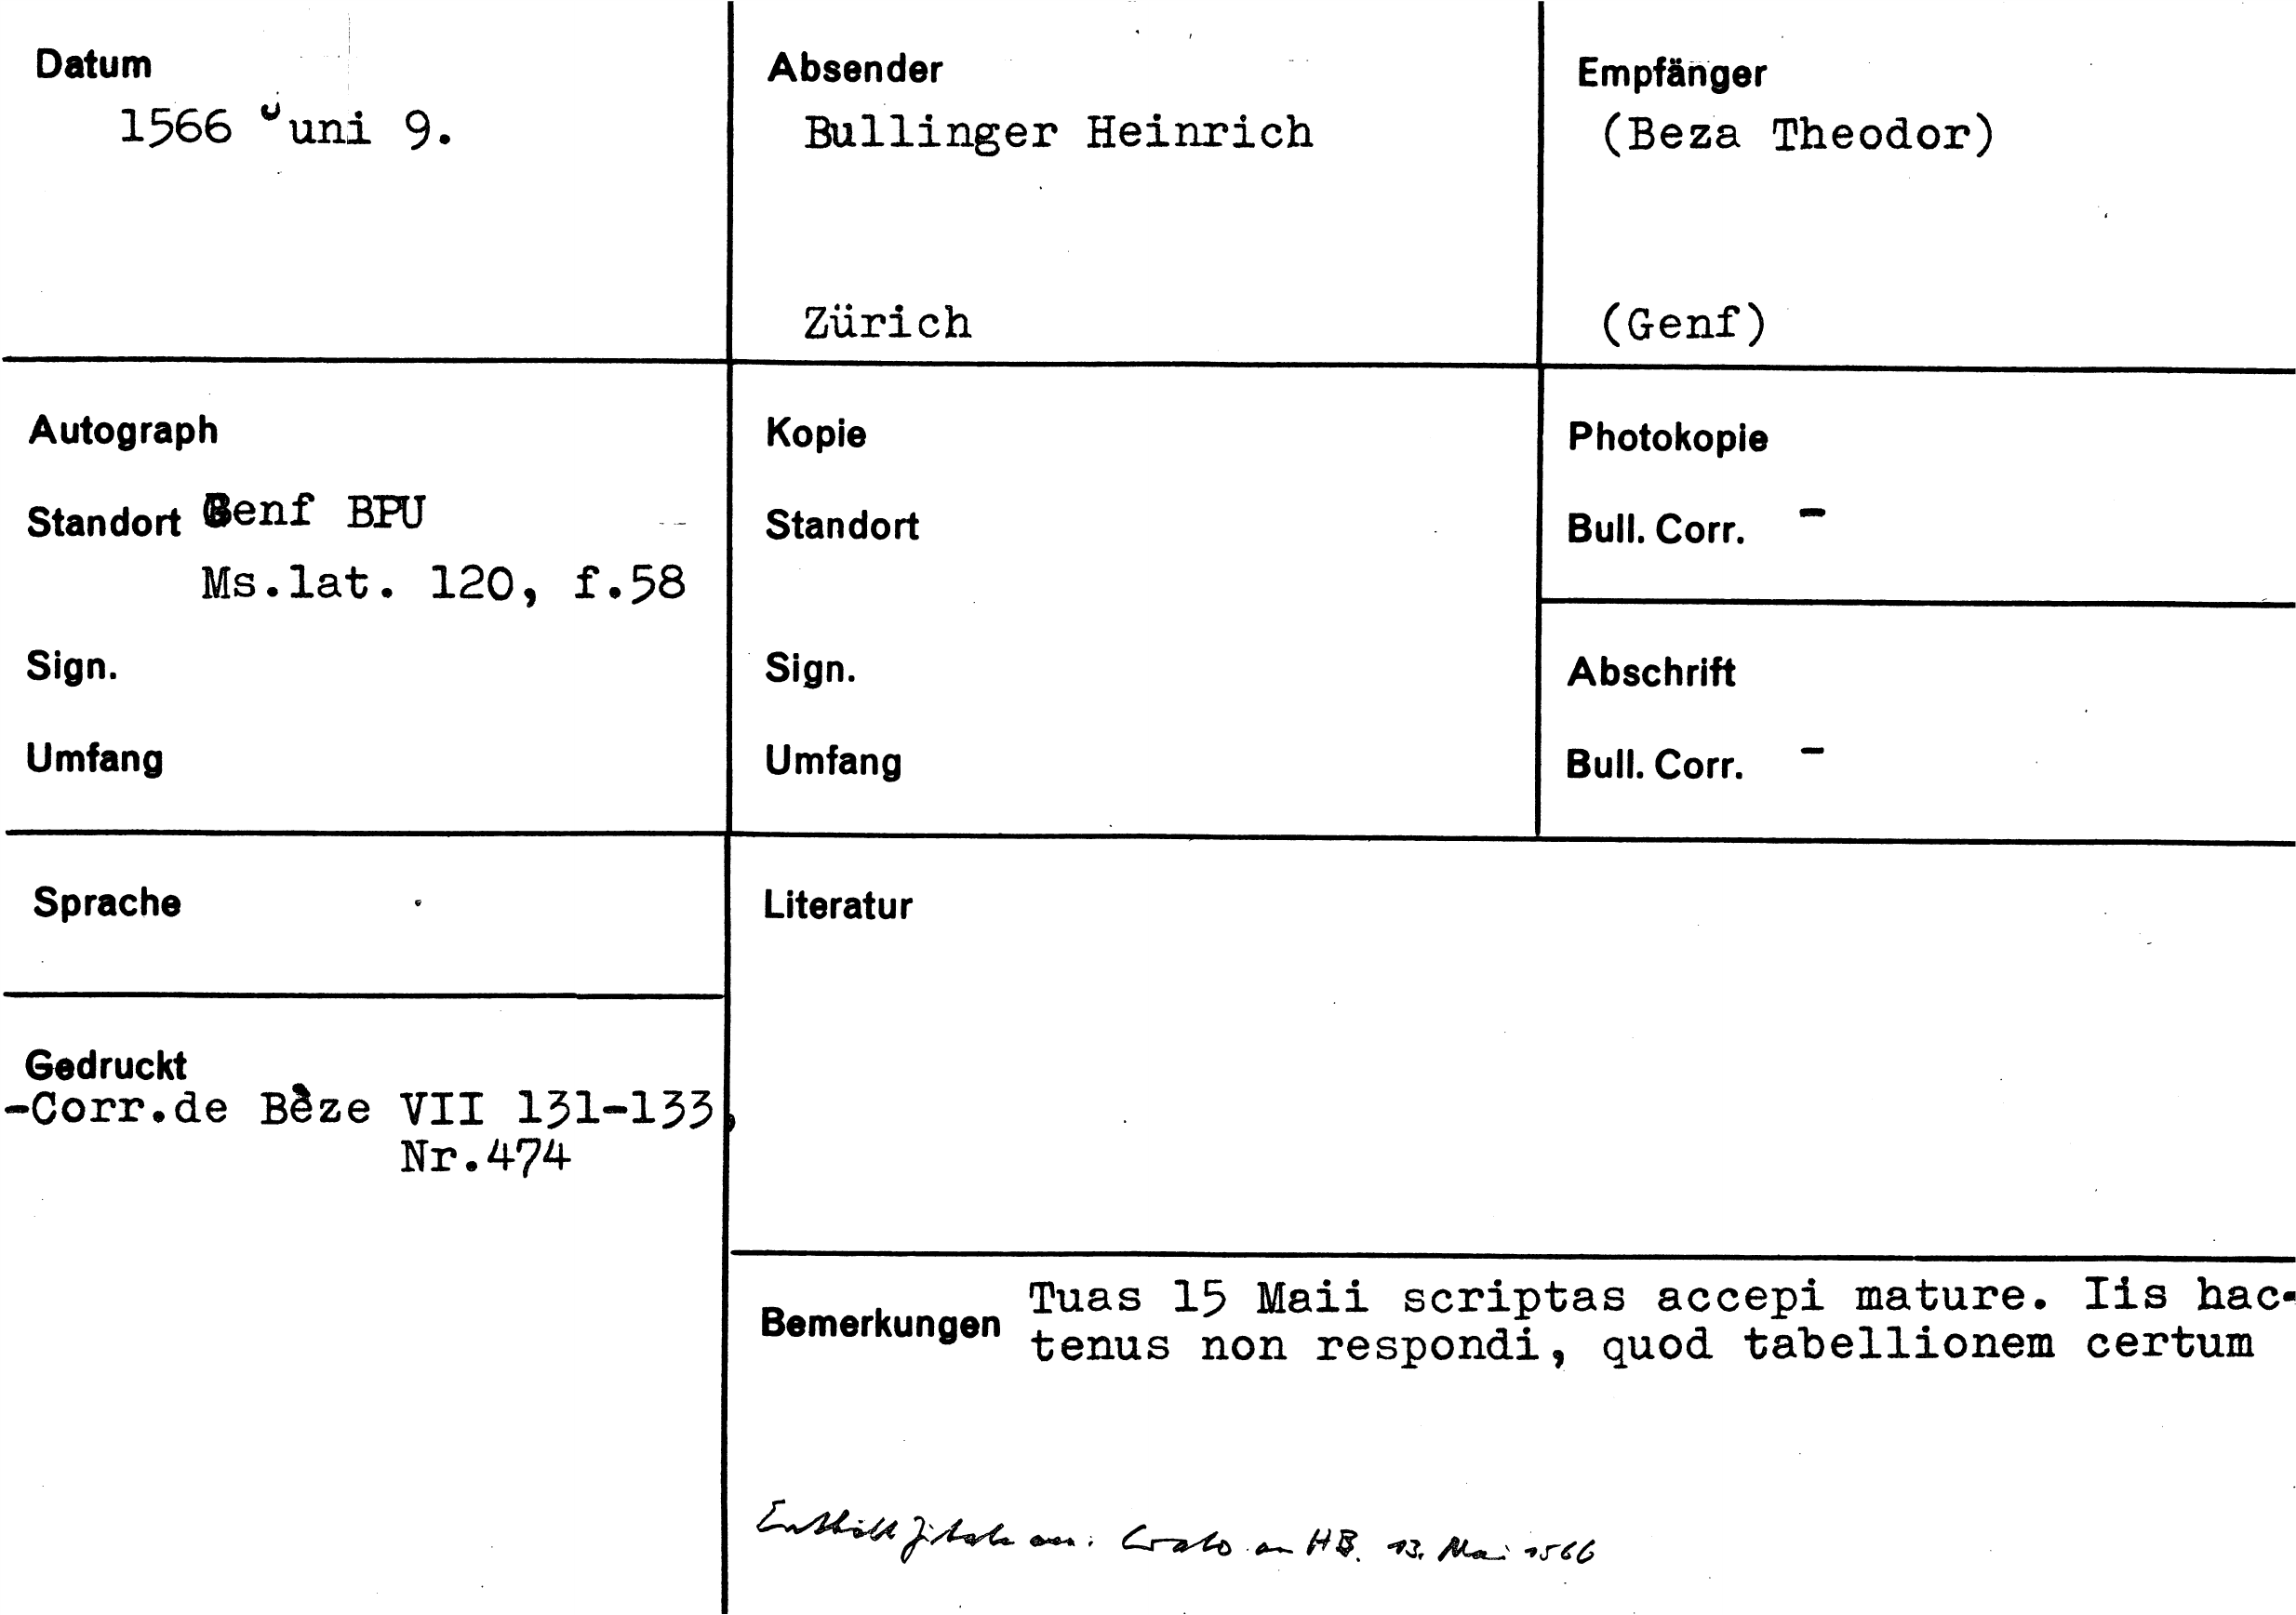 Datum
1566 Juni 9.
Absender
Bullinger Heinrich
Zürich
Empfänger
(Beza Theodor)
(Genf)
Autograph
Standort Genf BPU
Ms.lat. 120, f.58
Sign.
Umfang
Kopie
Standort
Sign.
Umfang
Photokopie
Bull. Corr. -
Abschrift
Bull. Corr. -
Sprache
Literatur
Gedruckt
-Corr.de Bèze VII 131-133,
Nr.474
Bemerkungen Tuas 15 Maii scriptas accepi mature. Iis hac-
tenus non respondi, quod tabellionem certum
Enthält Zitate aus: Crato an HB. 13. Mai 1566